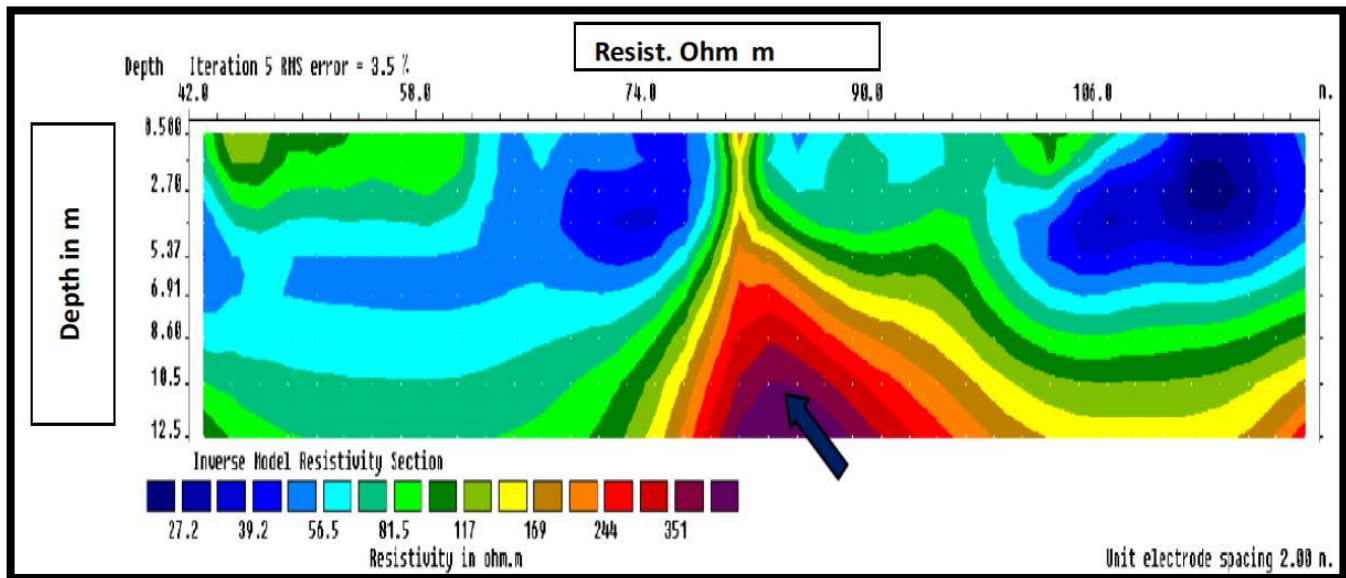 Resist. Ohm m
Depth Iteration 5 RMS error = 3.5 %
42.0 58.0 74.0 90.0 106.0 m.
Depth in m
0.500
2.70
5.37
6.91
8.60
10.5
12.5
Inverse Model Resistivity Section
27.2 39.2 56.5 81.5 117 169 244 351
Resistivity in ohm.m
Unit electrode spacing 2.00 m.